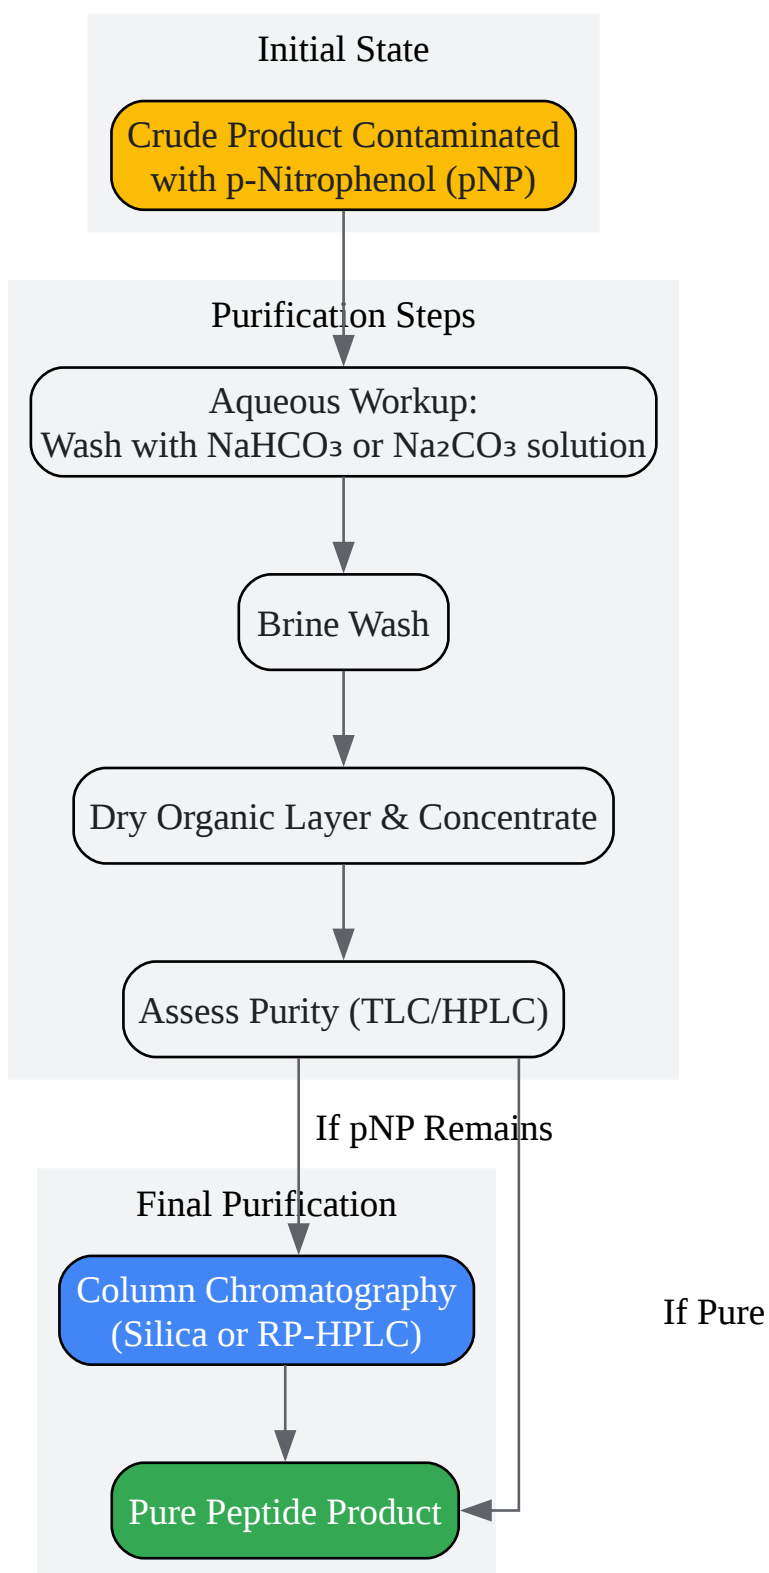 Initial State
Crude Product Contaminated
with p-Nitrophenol (pNP)
Purification Steps
Aqueous Workup:
Wash with NaHCO₃ or Na₂CO₃ solution
Brine Wash
Dry Organic Layer & Concentrate
Assess Purity (TLC/HPLC)
If pNP Remains
Final Purification
Column Chromatography
(Silica or RP-HPLC)
If Pure
Pure Peptide Product